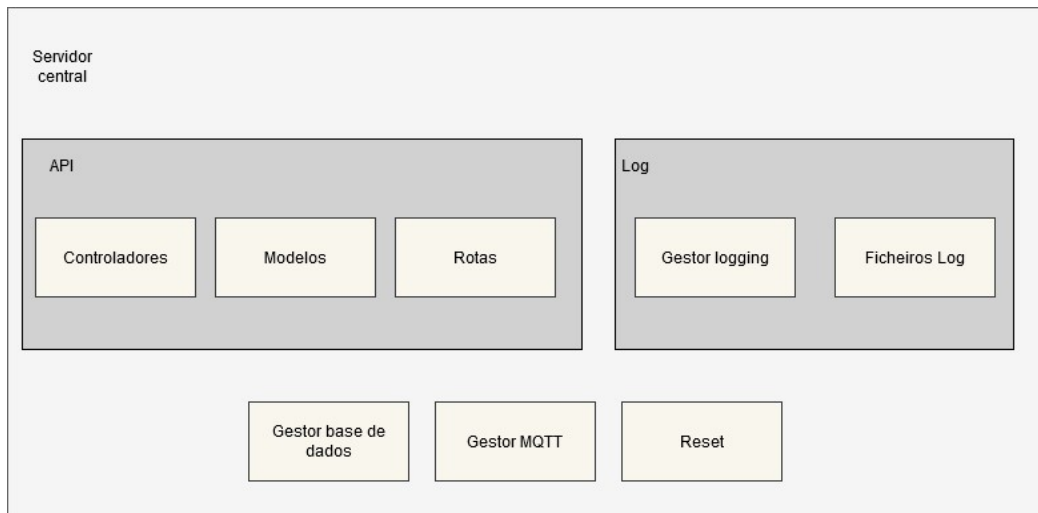 Servidor
central
API
Log
Controladores
Modelos
Rotas
Gestor logging
Ficheiros Log
Gestor base de
dados
Gestor MQTT
Reset